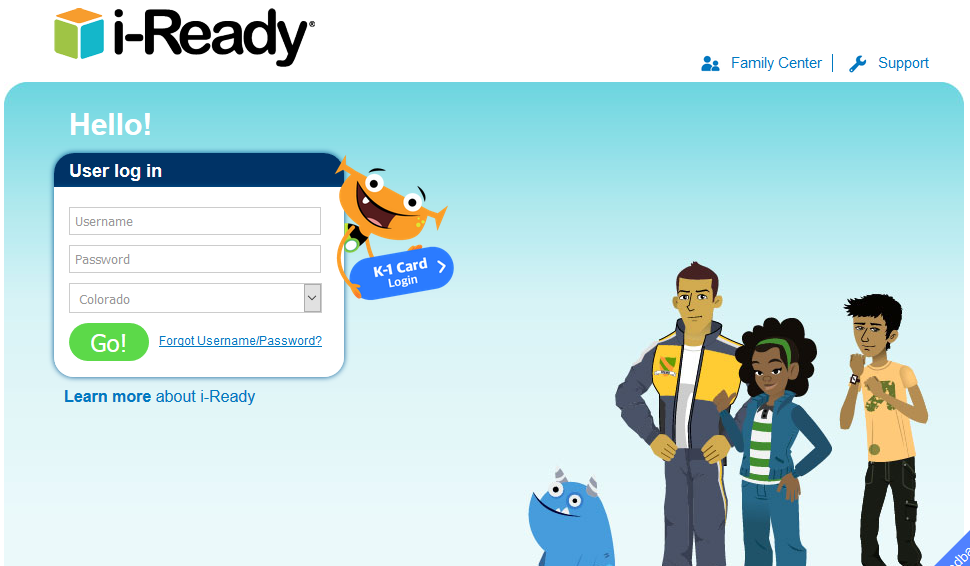 i-Ready®
Family Center
Support
Hello!
User log in
Username
Password
Colorado
K-1 Card
Login
Go!
Forgot Username/Password?
Learn more about i-Ready